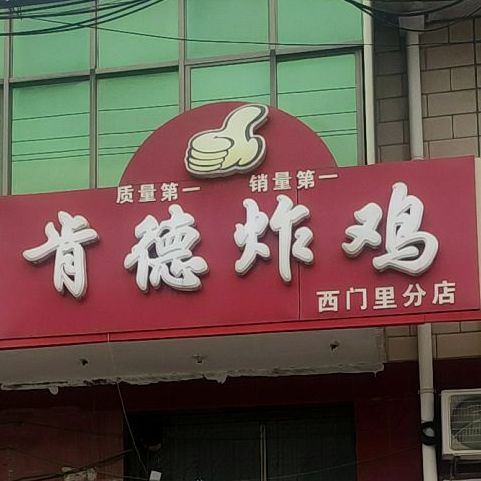 质量第一 销量第一
肯德炸鸡
西门里分店